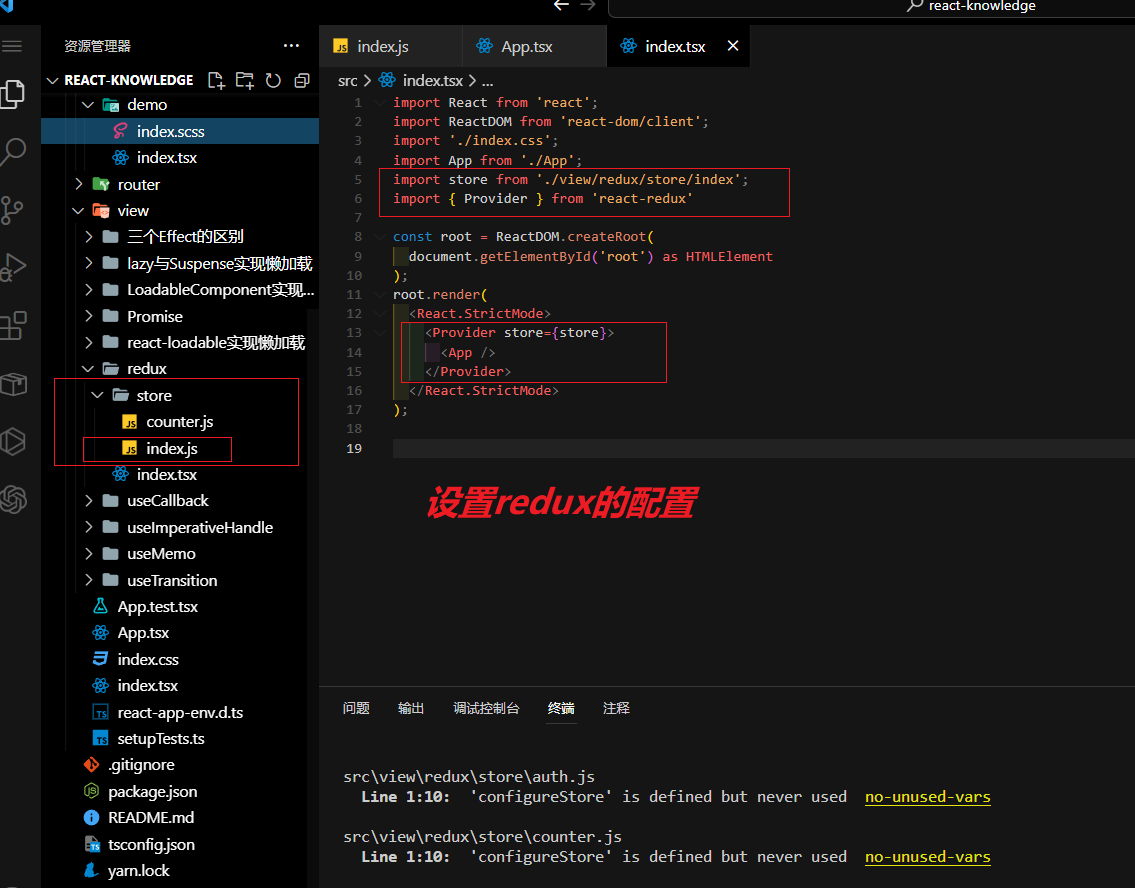 react-knowledge
资源管理器
REACT-KNOWLEDGE
demo
index.scss
index.tsx
router
view
三个Effect的区别
lazy与Suspense实现懒加载
LoadableComponent实现...
Promise
react-loadable实现懒加载
redux
store
counter.js
index.js
index.tsx
useCallback
useImperativeHandle
useMemo
useTransition
App.test.tsx
App.tsx
index.css
index.tsx
react-app-env.d.ts
setupTests.ts
.gitignore
package.json
README.md
tsconfig.json
yarn.lock
index.js App.tsx index.tsx
src > index.tsx > ...
1 import React from 'react';
2 import ReactDOM from 'react-dom/client';
3 import './index.css';
4 import App from './App';
5 import store from './view/redux/store/index';
6 import { Provider } from 'react-redux'
7
8 const root = ReactDOM.createRoot(
9 document.getElementById('root') as HTMLElement
10 );
11 root.render(
12 <React.StrictMode>
13 <Provider store={store}>
14 <App />
15 </Provider>
16 </React.StrictMode>
17 );
18
19
设置redux的配置
问题 输出 调试控制台 终端 注释
src\view\redux\store\auth.js
Line 1:10: 'configureStore' is defined but never used no-unused-vars
src\view\redux\store\counter.js
Line 1:10: 'configureStore' is defined but never used no-unused-vars